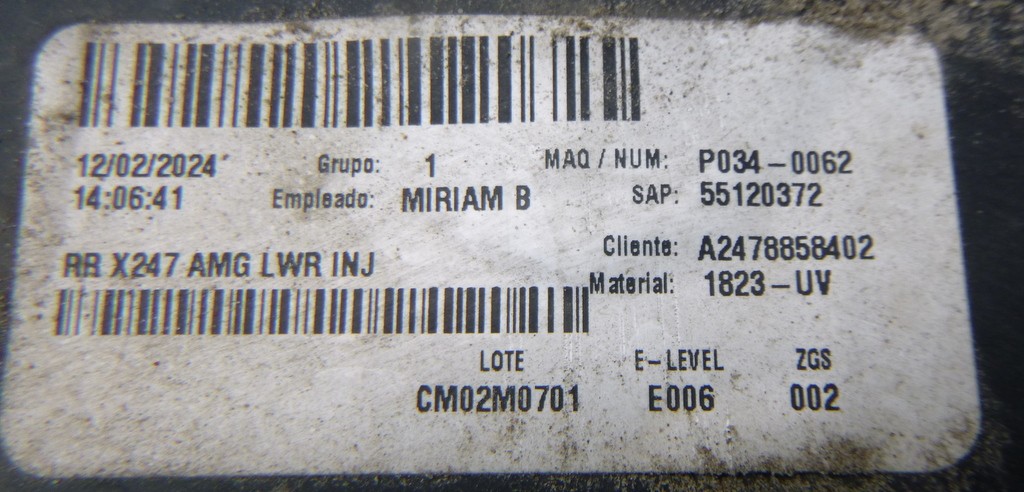 12/02/2024 Grupo: 1 MAQ / NUM: P034-0062
14:06:41 Empleado: MIRIAM B SAP: 55120372
Cliente: A2478858402
RR X247 AMG LWR INJ
Material: 1823-UV
LOTE E-LEVEL ZGS
CM02M0701 E006 002